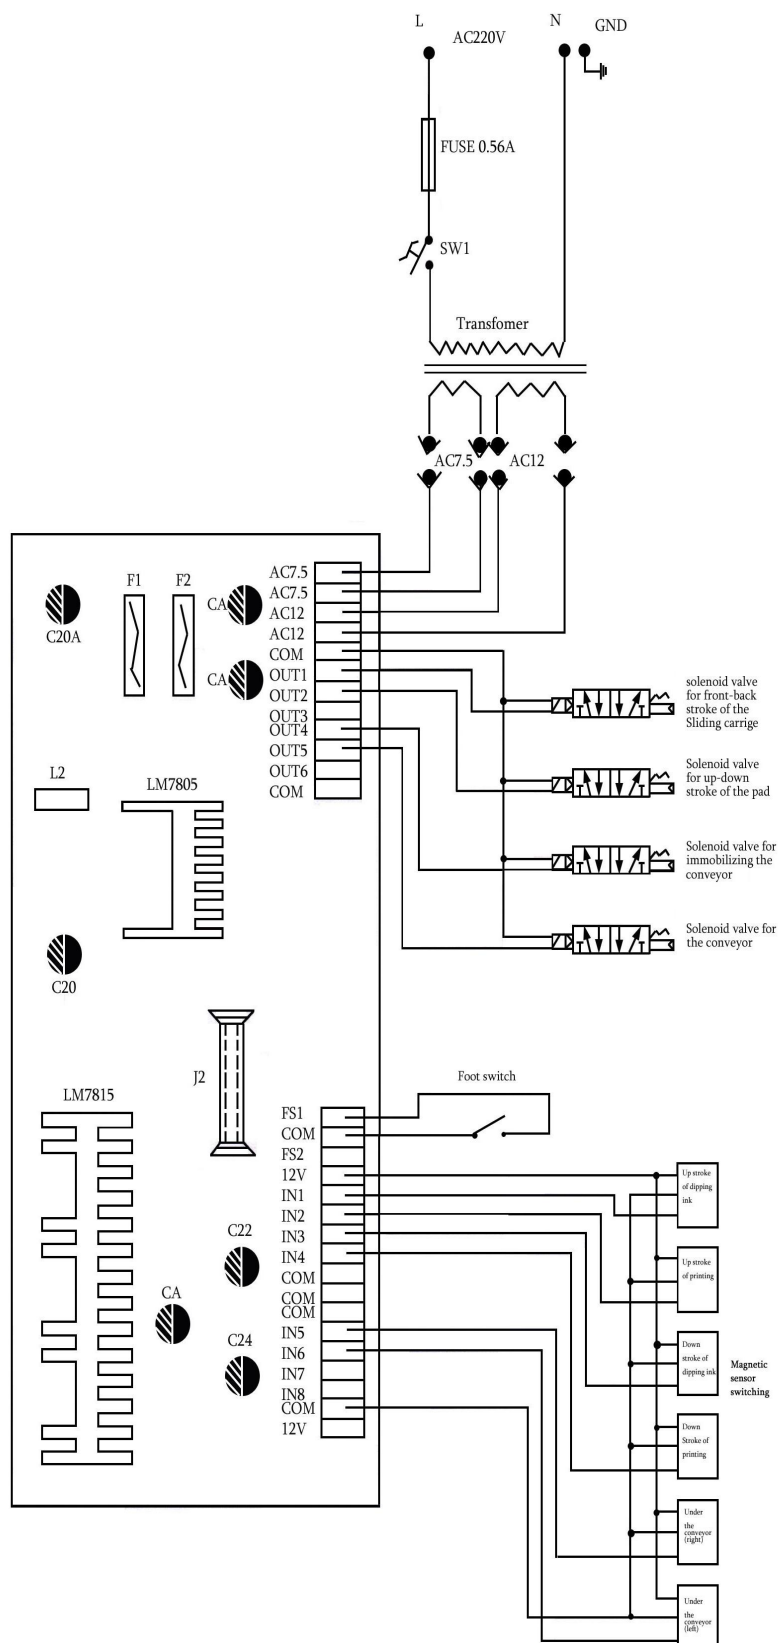 L
N
GND
AC220V
FUSE 0.56A
SW1
Transfomer
AC7.5
AC12
F1
F2
C20A
CA
CA
AC7.5
AC7.5
AC12
AC12
COM
OUT1
OUT2
OUT3
OUT4
OUT5
OUT6
COM
solenoid valve
for front-back
stroke of the
Sliding carrige
Solenoid valve
for up-down
stroke of the pad
Solenoid valve for
immobilizing the
conveyor
Solenoid valve for
the conveyor
L2
LM7805
C20
J2
LM7815
Foot switch
FS1
COM
FS2
12V
IN1
IN2
IN3
IN4
COM
COM
COM
IN5
IN6
IN7
IN8
COM
12V
C22
CA
C24
Up stroke
of dipping
ink
Up stroke
of printing
Down
stroke of
dipping ink
Magnetic
sensor
switching
Down
Stroke of
printing
Under
the
conveyor
(right)
Under
the
conveyor
(left)